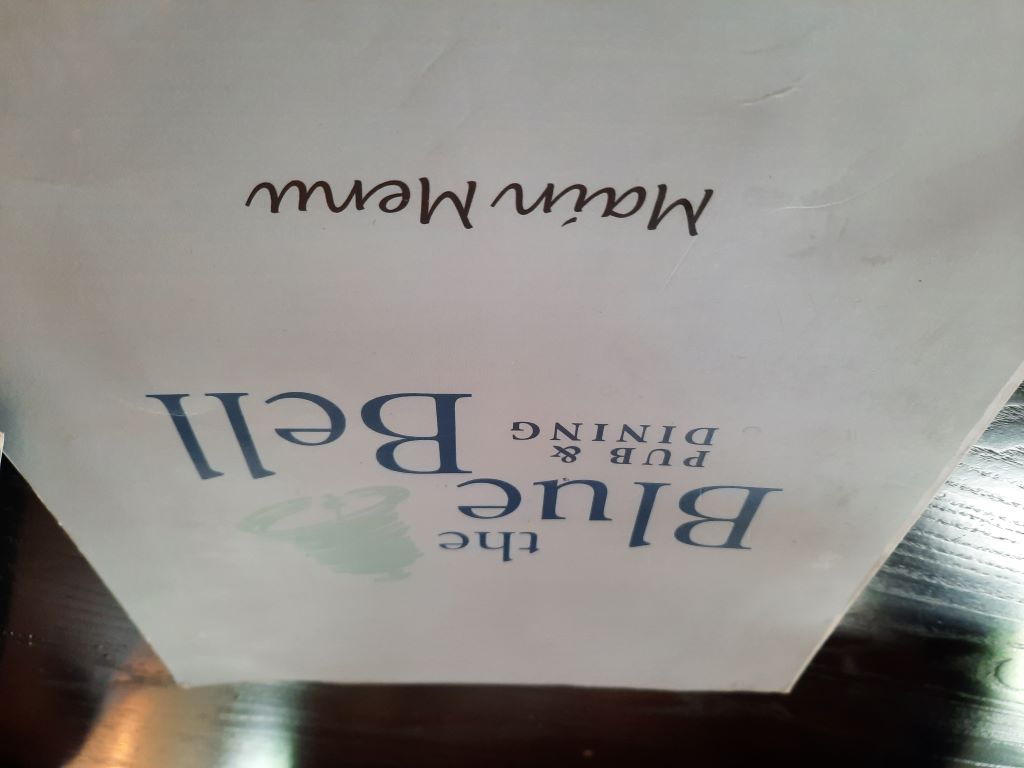 the
Blue
PUB &
DINING
Bell
Main Menu